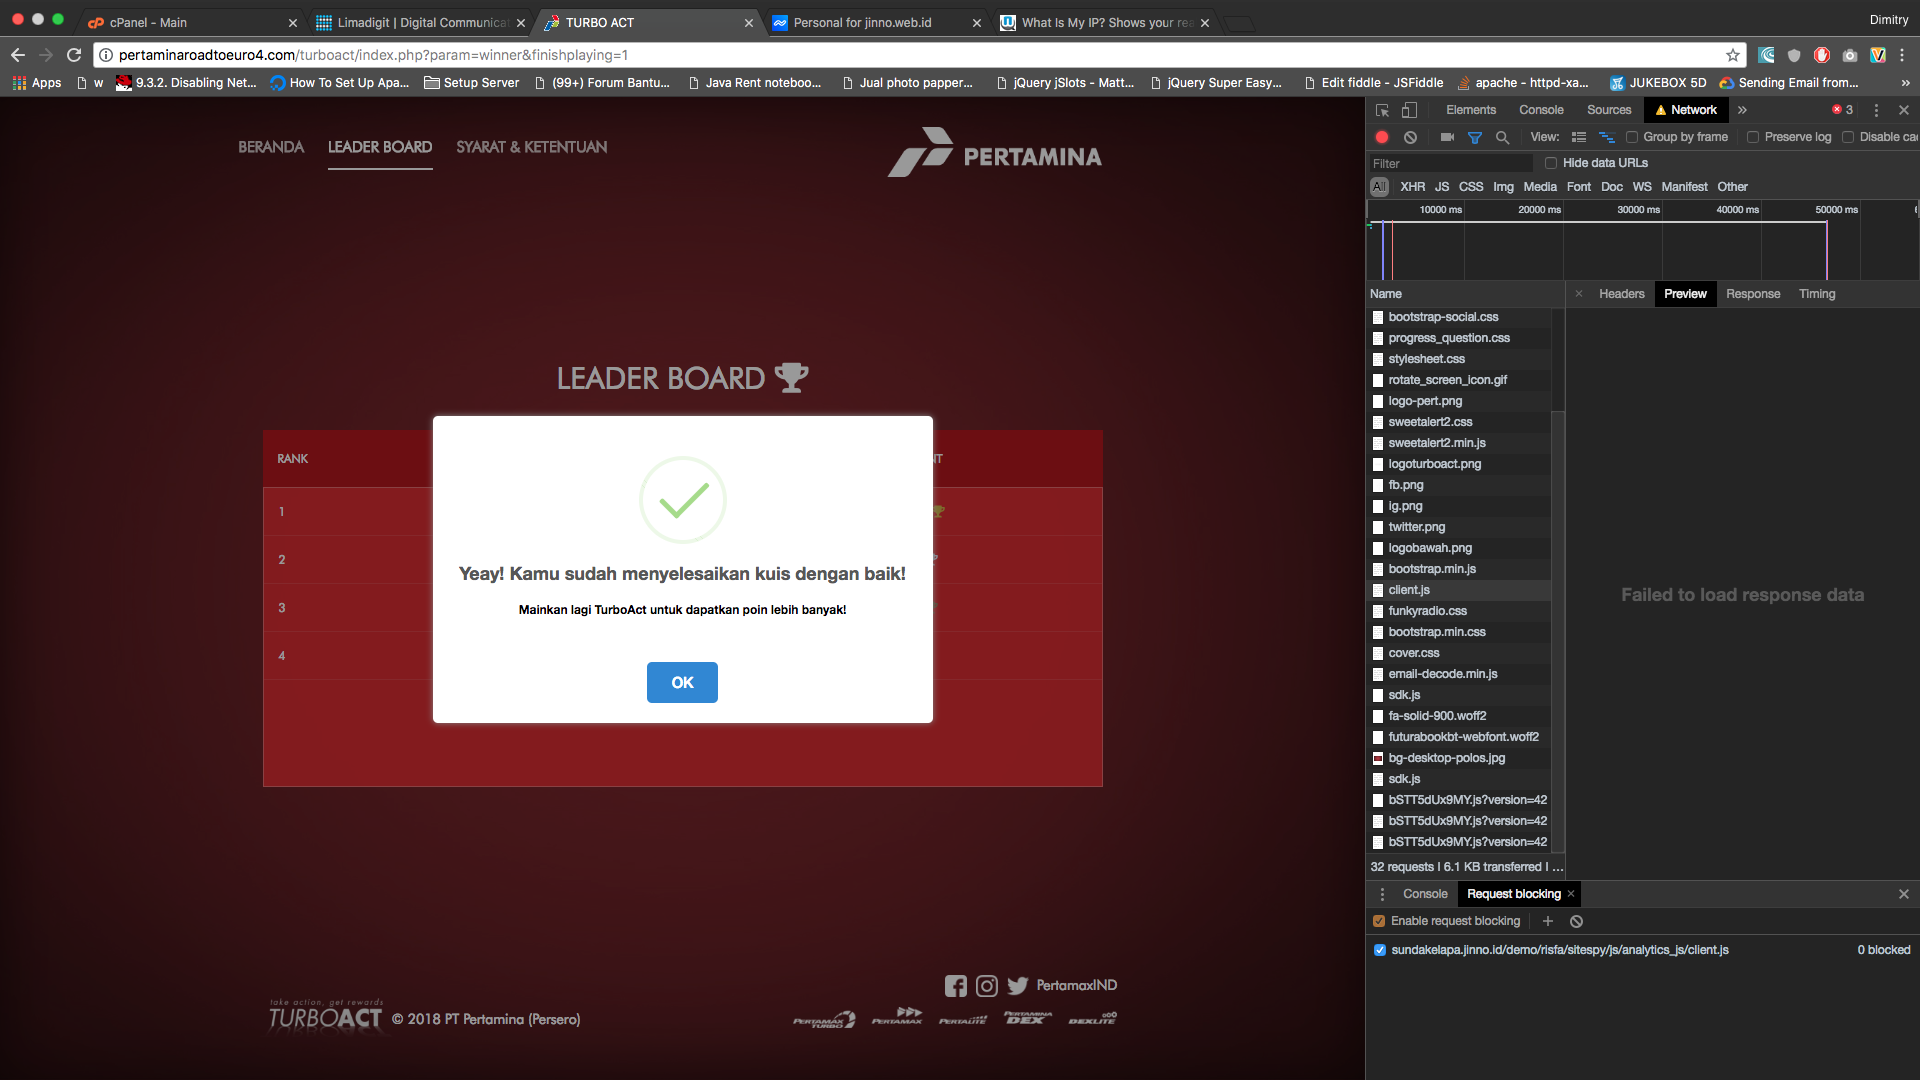 Dimitry
cPanel - Main
Limadigit | Digital Communicat
TURBO ACT
Personal for jinno.web.id
What Is My IP? Shows your rea
pertaminaroadtoeuro4.com/turboact/index.php?param=winner&finishplaying=1
Apps
w
9.3.2. Disabling Net...
How To Set Up Apa...
Setup Server
(99+) Forum Bantu...
Java Rent noteboo...
Jual photo papper...
jQuery jSlots - Matt...
jQuery Super Easy...
Edit fiddle - JSFiddle
apache - httpd-xa...
JUKEBOX 5D
Sending Email from...
»
BERANDA
LEADER BOARD
SYARAT & KETENTUAN
PERTAMINA
LEADER BOARD
RANK
NT
1
2
3
4
Yeay! Kamu sudah menyelesaikan kuis dengan baik!
Mainkan lagi TurboAct untuk dapatkan poin lebih banyak!
OK
PertamaxIND
take action, get rewards
TURBOACT
© 2018 PT Pertamina (Persero)
PERTAMAX TURBO
PERTAMAX
PERTALITE
PERTAMINA DEX
DEXLITE
Elements
Console
Sources
Network
»
3
View:
Group by frame
Preserve log
Disable cac
Filter
Hide data URLs
All
XHR
JS
CSS
Img
Media
Font
Doc
WS
Manifest
Other
10000 ms
20000 ms
30000 ms
40000 ms
50000 ms
Name
Headers
Preview
Response
Timing
bootstrap-social.css
progress_question.css
stylesheet.css
rotate_screen_icon.gif
logo-pert.png
sweetalert2.css
sweetalert2.min.js
logoturboact.png
fb.png
ig.png
twitter.png
logobawah.png
bootstrap.min.js
client.js
funkyradio.css
bootstrap.min.css
cover.css
email-decode.min.js
sdk.js
fa-solid-900.woff2
futurabookbt-webfont.woff2
bg-desktop-polos.jpg
sdk.js
bSTT5dUx9MY.js?version=42
bSTT5dUx9MY.js?version=42
bSTT5dUx9MY.js?version=42
Failed to load response data
32 requests | 6.1 KB transferred | ...
Console
Request blocking
Enable request blocking
sundakelapa.jinno.id/demo/risfa/sitespy/js/analytics_js/client.js
0 blocked